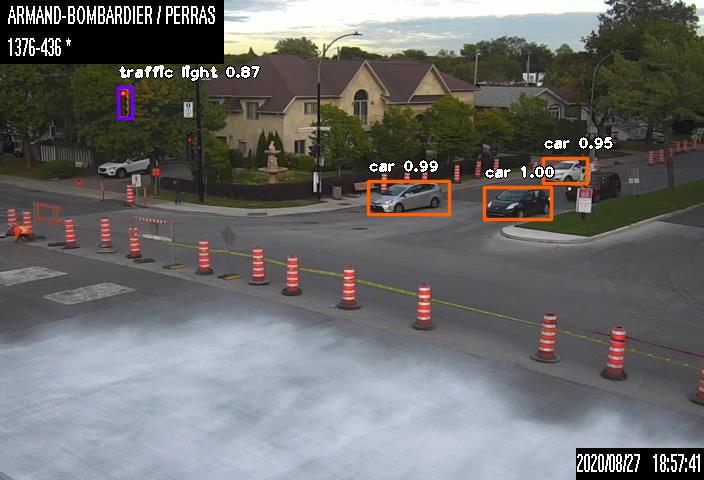 ARMAND-BOMBARDIER / PERRAS
1376-436 *
traffic light 0.87
car 0.95
car 0.99
car 1.00
2020/08/27 18:57:41